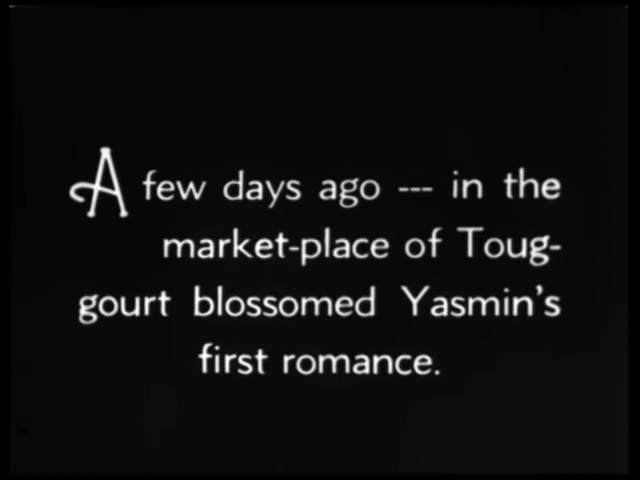 A few days ago --- in the
market-place of Toug-
gourt blossomed Yasmin's
first romance.